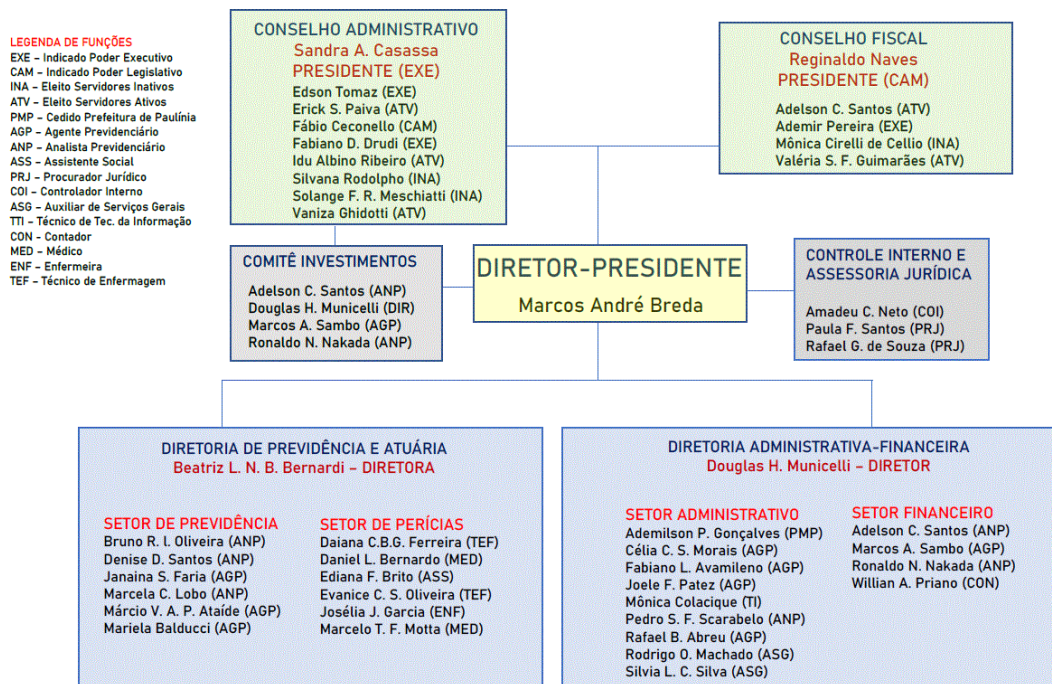 LEGENDA DE FUNÇÕES
EXE – Indicado Poder Executivo
CAM – Indicado Poder Legislativo
INA – Eleito Servidores Inativos
ATV – Eleito Servidores Ativos
PMP – Cedido Prefeitura de Paulínia
AGP – Agente Previdenciário
ANP – Analista Previdenciário
ASS – Assistente Social
PRJ – Procurador Jurídico
COI – Controlador Interno
ASG – Auxiliar de Serviços Gerais
TTI – Técnico de Tec. da Informação
CON - Contador
MED – Médico
ENF – Enfermeira
TEF – Técnico de Enfermagem
CONSELHO ADMINISTRATIVO
Sandra A. Casassa
PRESIDENTE (EXE)
Edson Tomaz (EXE)
Erick S. Paiva (ATV)
Fábio Ceconello (CAM)
Fabiano D. Drudi (EXE)
Idu Albino Ribeiro (ATV)
Silvana Rodolpho (INA)
Solange F. R. Meschiatti (INA)
Vaniza Ghidotti (ATV)
CONSELHO FISCAL
Reginaldo Naves
PRESIDENTE (CAM)
Adelson C. Santos (ATV)
Ademir Pereira (EXE)
Mônica Cirelli de Cellio (INA)
Valéria S. F. Guimarães (ATV)
COMITÊ INVESTIMENTOS
Adelson C. Santos (ANP)
Douglas H. Municelli (DIR)
Marcos A. Sambo (AGP)
Ronaldo N. Nakada (ANP)
DIRETOR-PRESIDENTE
Marcos André Breda
CONTROLE INTERNO E
ASSESSORIA JURÍDICA
Amadeu C. Neto (COI)
Paula F. Santos (PRJ)
Rafael G. de Souza (PRJ)
DIRETORIA DE PREVIDÊNCIA E ATUÁRIA
Beatriz L. N. B. Bernardi – DIRETORA
SETOR DE PREVIDÊNCIA
Bruno R. I. Oliveira (ANP)
Denise D. Santos (ANP)
Janaina S. Faria (AGP)
Marcela C. Lobo (ANP)
Márcio V. A. P. Ataíde (AGP)
Mariela Balducci (AGP)
SETOR DE PERÍCIAS
Daiana C.B.G. Ferreira (TEF)
Daniel L. Bernardo (MED)
Ediana F. Brito (ASS)
Evanice C. S. Oliveira (TEF)
Josélia J. Garcia (ENF)
Marcelo T. F. Motta (MED)
DIRETORIA ADMINISTRATIVA-FINANCEIRA
Douglas H. Municelli – DIRETOR
SETOR ADMINISTRATIVO
Ademilson P. Gonçalves (PMP)
Célia C. S. Morais (AGP)
Fabiano L. Avamileno (AGP)
Joele F. Patez (AGP)
Mônica Colacique (TI)
Pedro S. F. Scarabelo (ANP)
Rafael B. Abreu (AGP)
Rodrigo O. Machado (ASG)
Silvia L. C. Silva (ASG)
SETOR FINANCEIRO
Adelson C. Santos (ANP)
Marcos A. Sambo (AGP)
Ronaldo N. Nakada (ANP)
Willian A. Priano (CON)